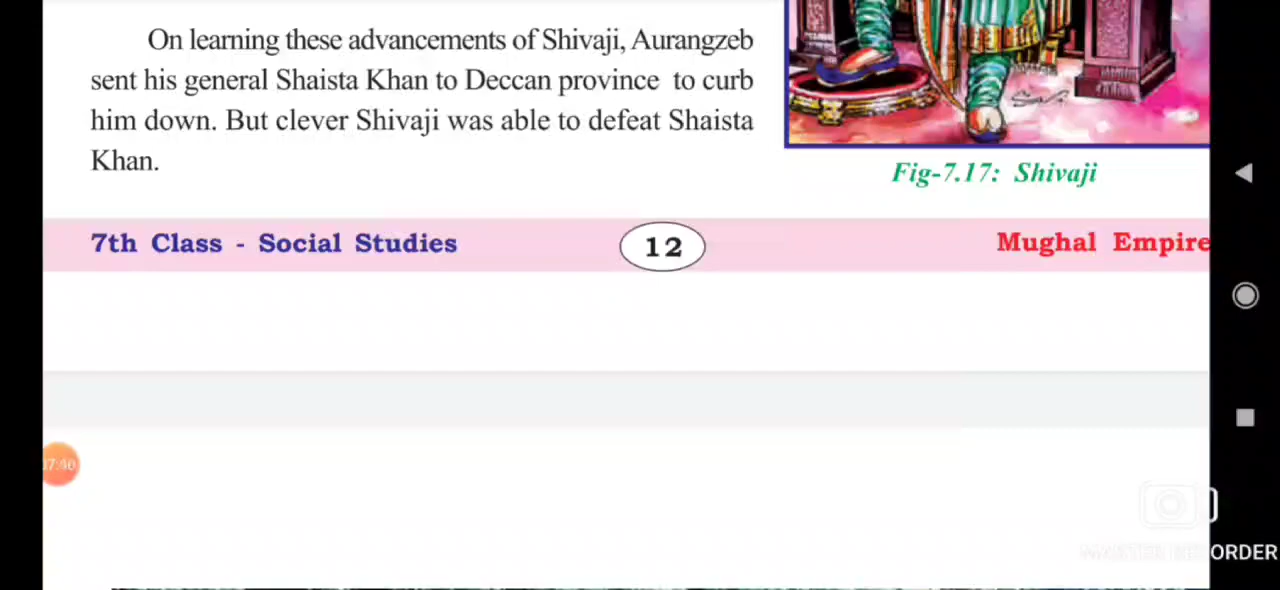 On learning these advancements of Shivaji, Aurangzeb
sent his general Shaista Khan to Deccan province to curb
him down. But clever Shivaji was able to defeat Shaista
Khan.
Fig-7.17: Shivaji
7th Class - Social Studies
12
Mughal Empire
MASTER RECORDER